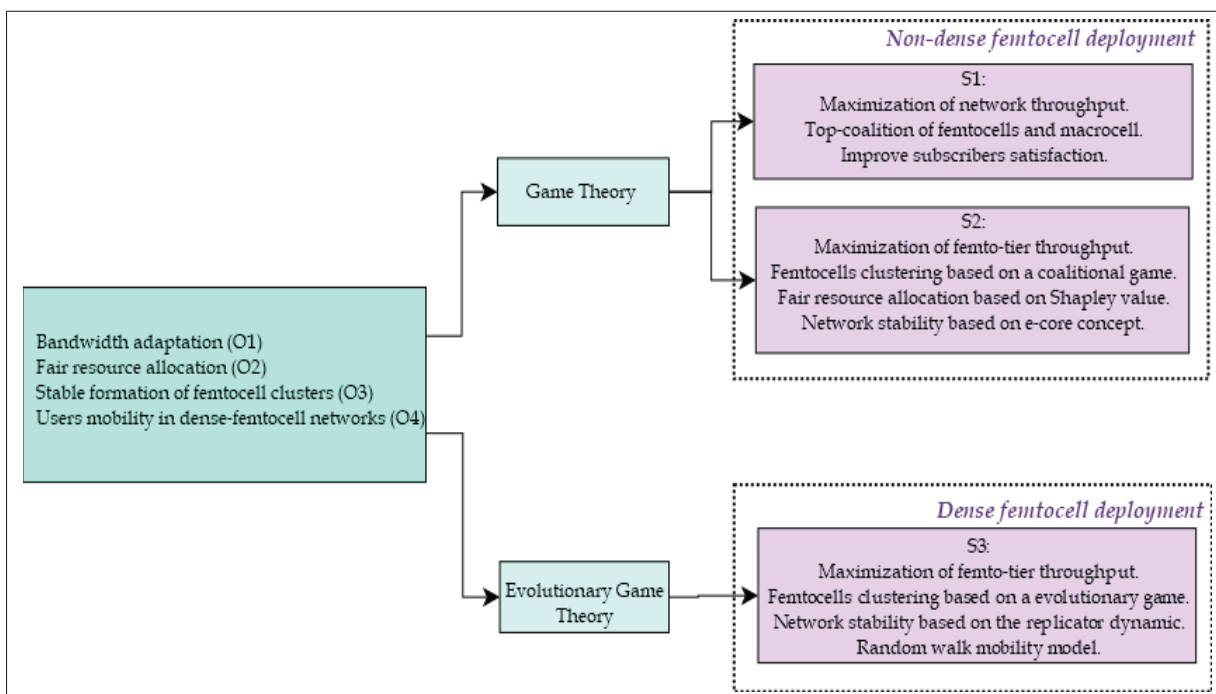 Non-dense femtocell deployment
S1:
Maximization of network throughput.
Top-coalition of femtocells and macrocell.
Improve subscribers satisfaction.
Game Theory
S2:
Maximization of femto-tier throughput.
Femtocells clustering based on a coalitional game.
Fair resource allocation based on Shapley value.
Network stability based on e-core concept.
Bandwidth adaptation (O1)
Fair resource allocation (O2)
Stable formation of femtocell clusters (O3)
Users mobility in dense-femtocell networks (O4)
Dense femtocell deployment
S3:
Maximization of femto-tier throughput.
Femtocells clustering based on a evolutionary game.
Network stability based on the replicator dynamic.
Random walk mobility model.
Evolutionary Game
Theory